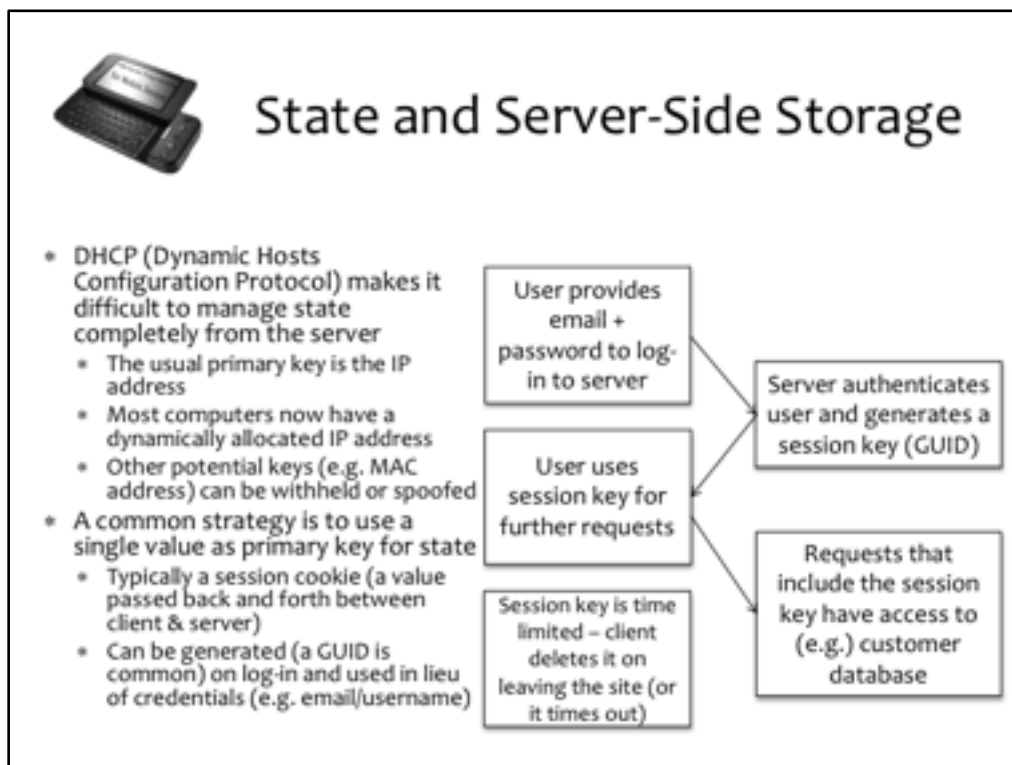 State and Server-Side Storage
DHCP (Dynamic Hosts
Configuration Protocol) makes it
difficult to manage state
completely from the server
The usual primary key is the IP
address
Most computers now have a
dynamically allocated IP address
Other potential keys (e.g. MAC
address) can be withheld or spoofed
A common strategy is to use a
single value as primary key for state
Typically a session cookie (a value
passed back and forth between
client & server)
Can be generated (a GUID is
common) on log-in and used in lieu
of credentials (e.g. email/username)
User provides
email +
password to log-
in to server
Server authenticates
user and generates a
session key (GUID)
User uses
session key for
further requests
Requests that
include the session
key have access to
(e.g.) customer
database
Session key is time
limited – client
deletes it on
leaving the site (or
it times out)